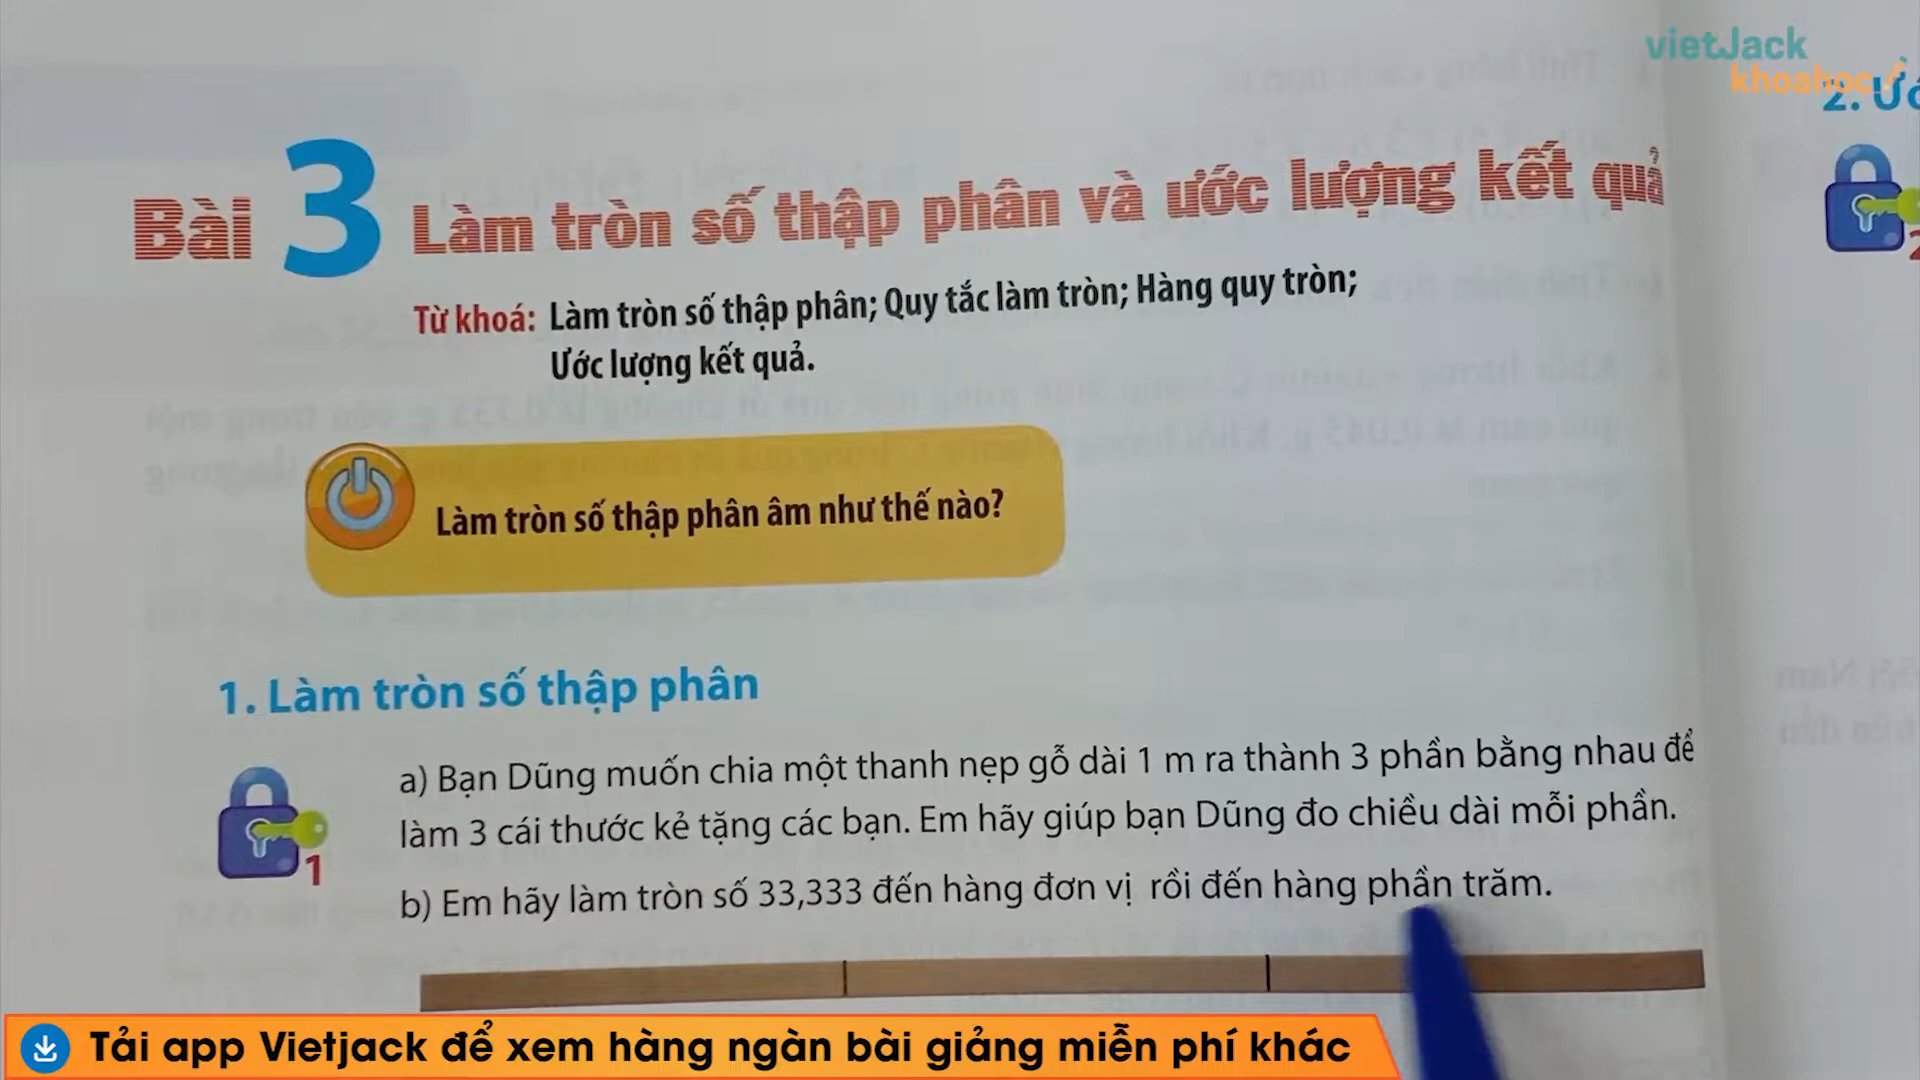 vietJack
khoahoc
2. Ướ
Bài 3 Làm tròn số thập phân và ước lượng kết quả
Từ khoá: Làm tròn số thập phân; Quy tắc làm tròn; Hàng quy tròn;
Ước lượng kết quả.
Làm tròn số thập phân âm như thế nào?
1. Làm tròn số thập phân
a) Bạn Dũng muốn chia một thanh nẹp gỗ dài 1 m ra thành 3 phần bằng nhau để
làm 3 cái thước kẻ tặng các bạn. Em hãy giúp bạn Dũng đo chiều dài mỗi phần.
1
b) Em hãy làm tròn số 33,333 đến hàng đơn vị rồi đến hàng phần trăm.
Tải app Vietjack để xem hàng ngàn bài giảng miễn phí khác